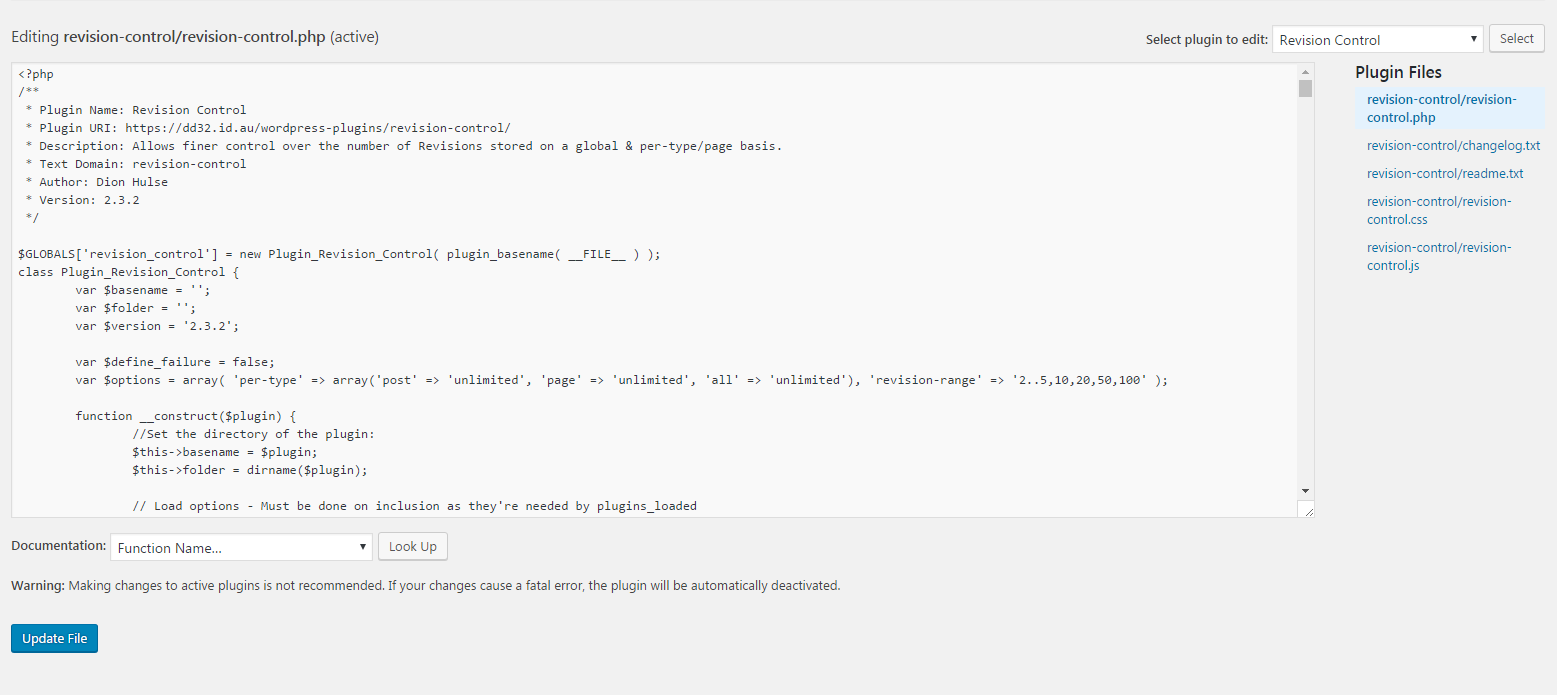 Editing revision-control/revision-control.php (active)
Select plugin to edit: Revision Control Select
<?php
/**
 * Plugin Name: Revision Control
 * Plugin URI: https://dd32.id.au/wordpress-plugins/revision-control/
 * Description: Allows finer control over the number of Revisions stored on a global & per-type/page basis.
 * Text Domain: revision-control
 * Author: Dion Hulse
 * Version: 2.3.2
 */
$GLOBALS['revision_control'] = new Plugin_Revision_Control( plugin_basename( __FILE__ ) );
class Plugin_Revision_Control {
var $basename = '';
var $folder = '';
var $version = '2.3.2';
var $define_failure = false;
var $options = array( 'per-type' => array('post' => 'unlimited', 'page' => 'unlimited', 'all' => 'unlimited'), 'revision-range' => '2..5,10,20,50,100' );
function __construct($plugin) {
//Set the directory of the plugin:
$this->basename = $plugin;
$this->folder = dirname($plugin);
// Load options - Must be done on inclusion as they're needed by plugins_loaded
Plugin Files
revision-control/revision-
control.php
revision-control/changelog.txt
revision-control/readme.txt
revision-control/revision-
control.css
revision-control/revision-
control.js
Documentation: Function Name... Look Up
Warning: Making changes to active plugins is not recommended. If your changes cause a fatal error, the plugin will be automatically deactivated.
Update File